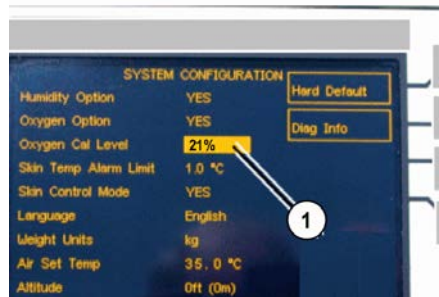 SYSTEM CONFIGURATION
Humidity Option YES
Oxygen Option YES
Oxygen Cal Level 21%
Skin Temp Alarm Limit 1.0 °C
Skin Control Mode YES
Language English
Weight Units kg
Air Set Temp 35.0 °C
Altitude 0ft (0m)
Hard Default
Diag Info
1